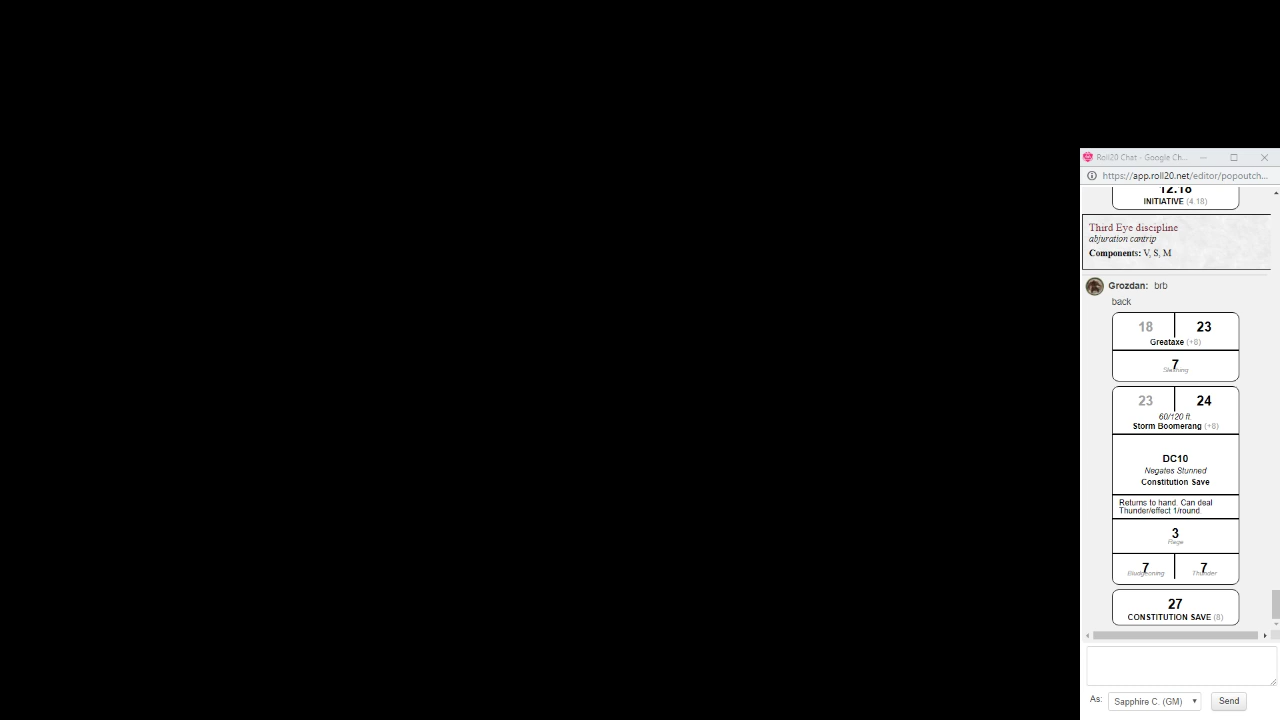 Roll20 Chat - Google Ch...
https://app.roll20.net/editor/popoutch...
12.18
INITIATIVE (4.18)
Third Eye discipline
abjuration cantrip
Components: V, S, M
Grozdan: brb
back
18 23
Greataxe (+8)
7
Slashing
23 24
60/120 ft.
Storm Boomerang (+8)
DC10
Negates Stunned
Constitution Save
Returns to hand. Can deal
Thunder/effect 1/round.
3
Rage
7 7
Bludgeoning Thunder
27
CONSTITUTION SAVE (8)
As: Sapphire C. (GM) Send